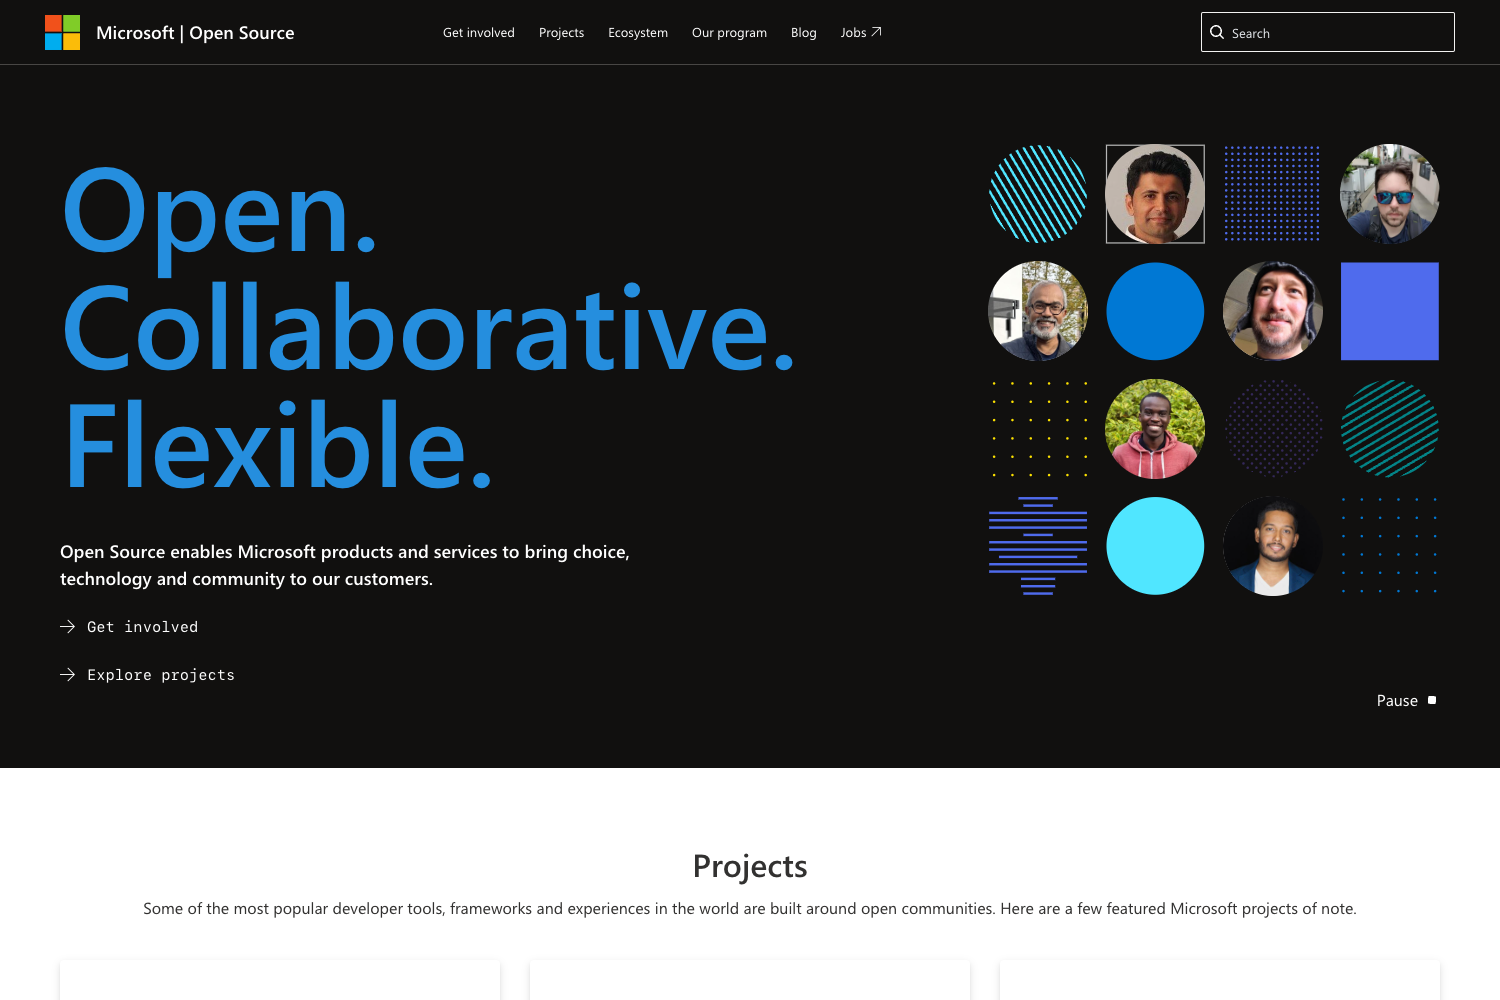 Microsoft | Open Source
Get involved
Projects
Ecosystem
Our program
Blog
Jobs
Search
Open.
Collaborative.
Flexible.
Open Source enables Microsoft products and services to bring choice,
technology and community to our customers.
Get involved
Explore projects
Pause
Projects
Some of the most popular developer tools, frameworks and experiences in the world are built around open communities. Here are a few featured Microsoft projects of note.